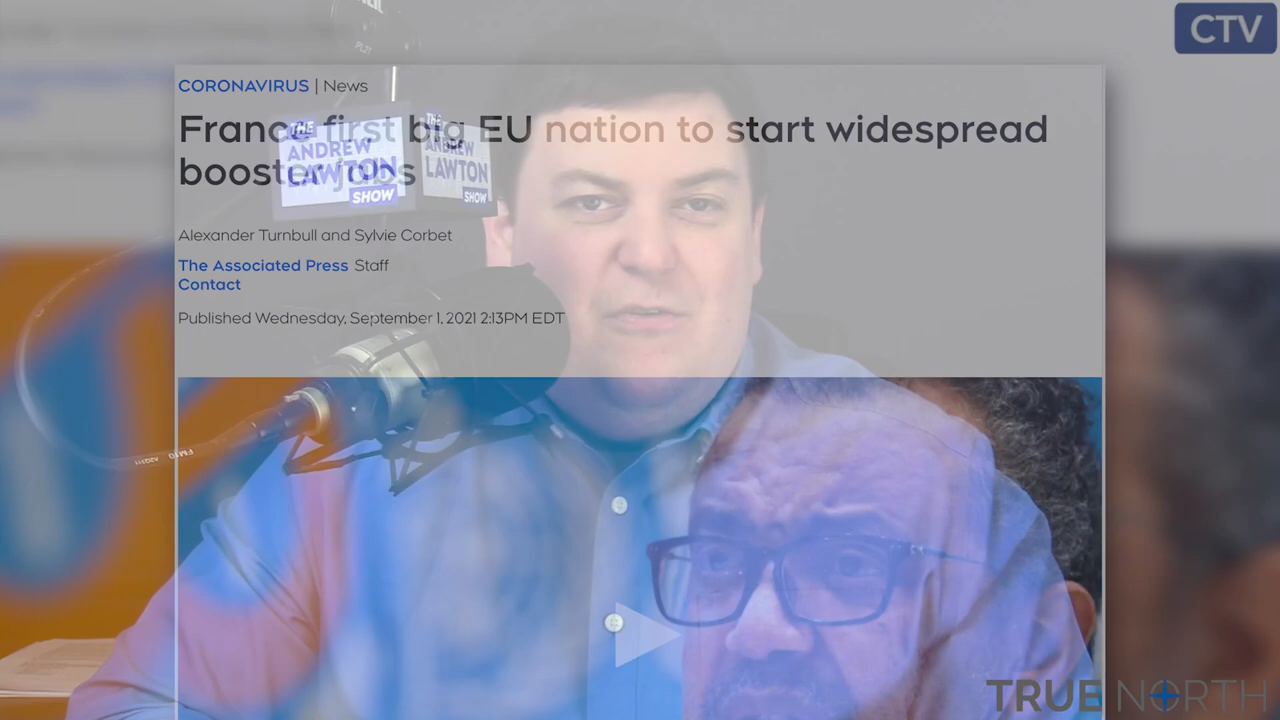 CTV
CORONAVIRUS | News
France first big EU nation to start widespread
booster jabs
THE
ANDREW
LAWTON
SHOW
THE
ANDREW
LAWTON
SHOW
Alexander Turnbull and Sylvie Corbet
The Associated Press Staff
Contact
Published Wednesday, September 1, 2021 2:13PM EDT
TRUE NORTH